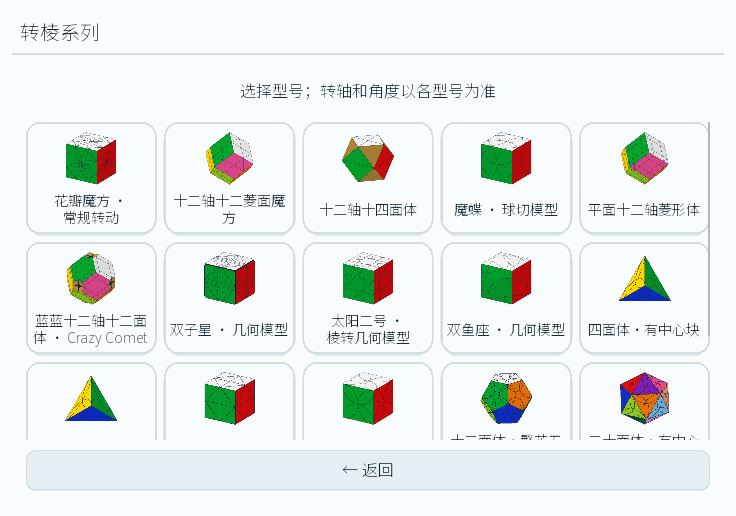 转棱系列
选择型号；转轴和角度以各型号为准
花瓣魔方 ·
常规转动
十二轴十二菱面魔
方
十二轴十四面体
魔蝶 · 球切模型
平面十二轴菱形体
蓝蓝十二轴十二面
体 · Crazy Comet
双子星 · 几何模型
太阳二号 ·
棱转几何模型
双鱼座 · 几何模型
四面体 · 有中心块
← 返回